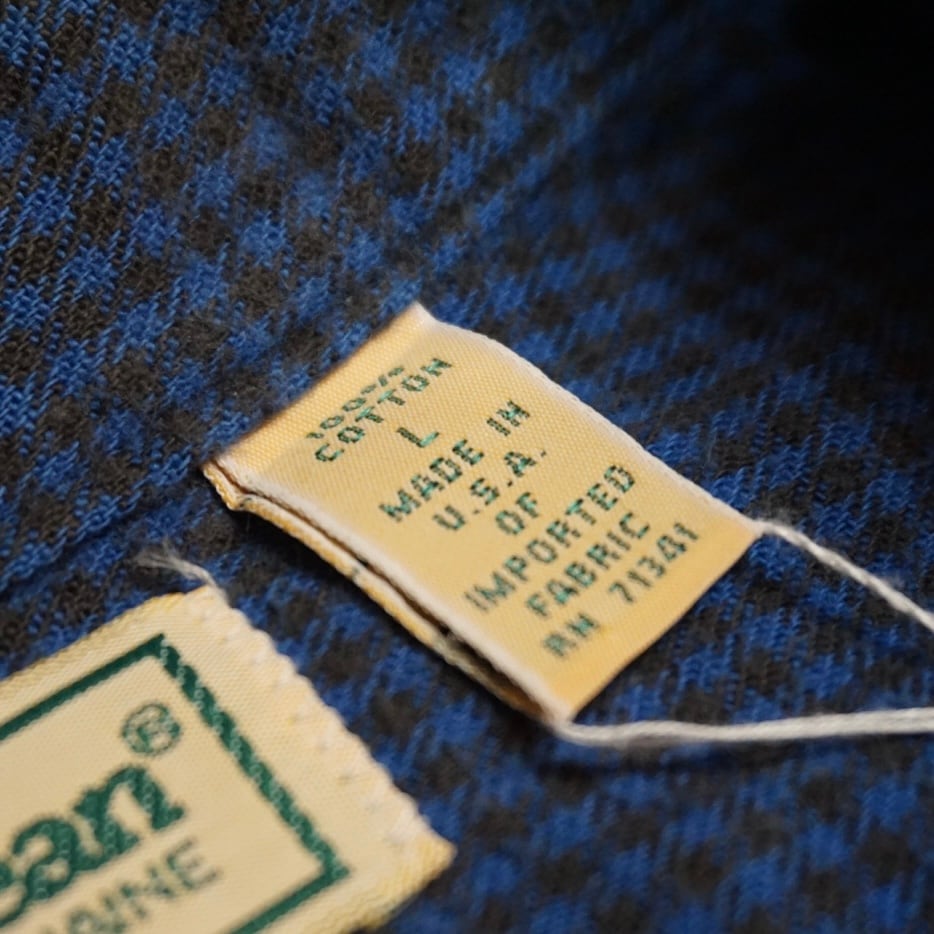 100%
COTTON
L
MADE IN
U.S.A.
OF
IMPORTED
FABRIC
RN 71341
®
ean